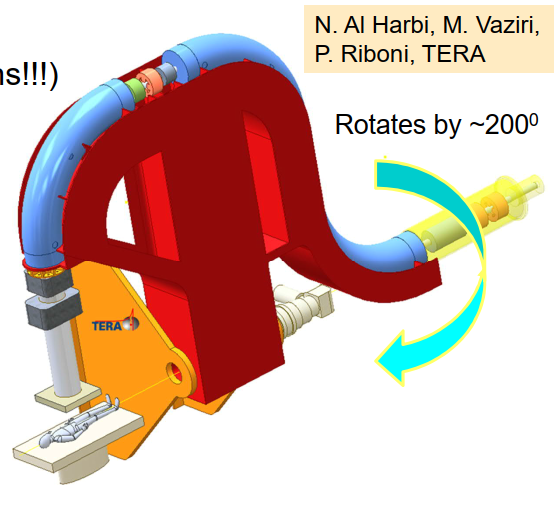 N. Al Harbi, M. Vaziri,
P. Riboni, TERA
ns!!!)
Rotates by ~200⁰
TERA